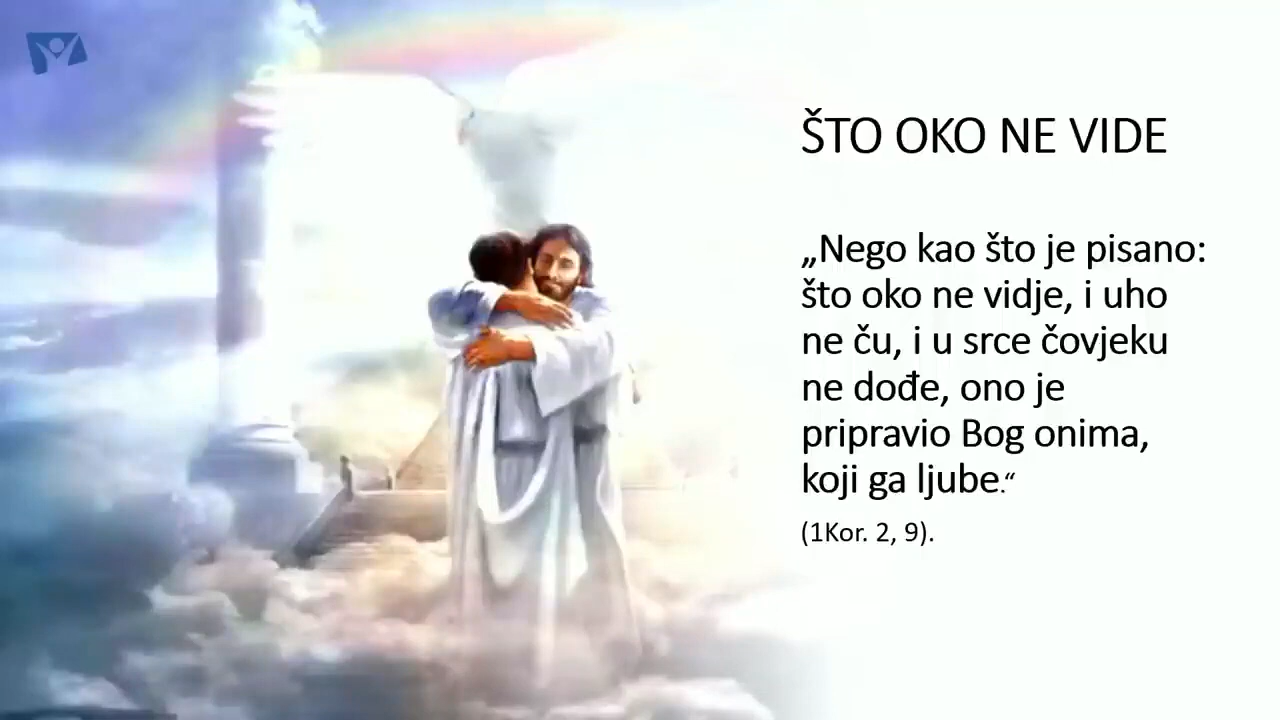 ŠTO OKO NE VIDE
„Nego kao što je pisano:
što oko ne vidje, i uho
ne ču, i u srce čovjeku
ne dođe, ono je
pripravio Bog onima,
koji ga ljube.“
(1Kor. 2, 9).